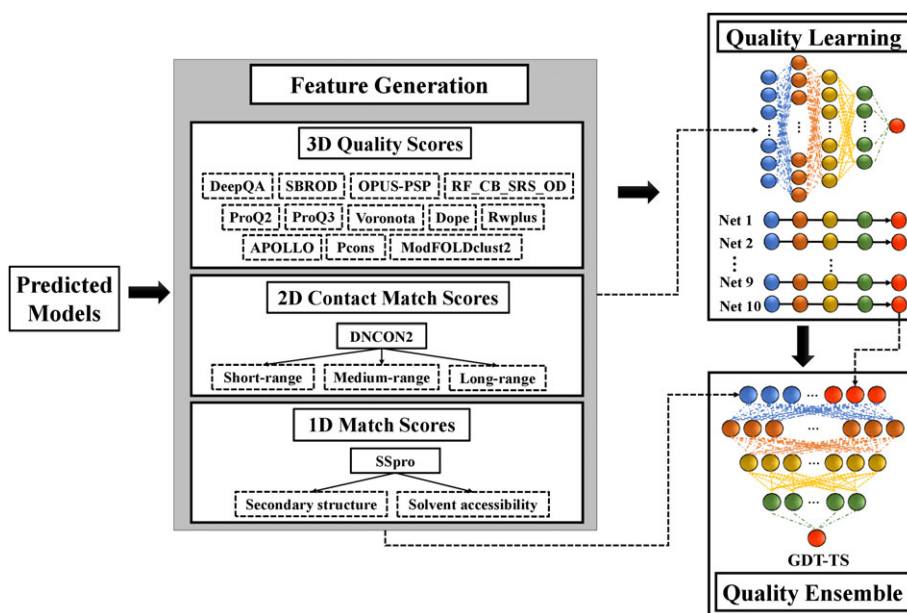 Predicted
Models
Feature Generation
3D Quality Scores
DeepQA SBROD OPUS-PSP RF_CB_SRS_OD
ProQ2 ProQ3 Voronota Dope Rwplus
APOLLO Pcons ModFOLDclust2
2D Contact Match Scores
DNCON2
Short-range Medium-range Long-range
1D Match Scores
SSpro
Secondary structure Solvent accessibility
Quality Learning
...
...
...
...
Net 1
Net 2
...
...
Net 9
Net 10
...
...
...
...
GDT-TS
Quality Ensemble